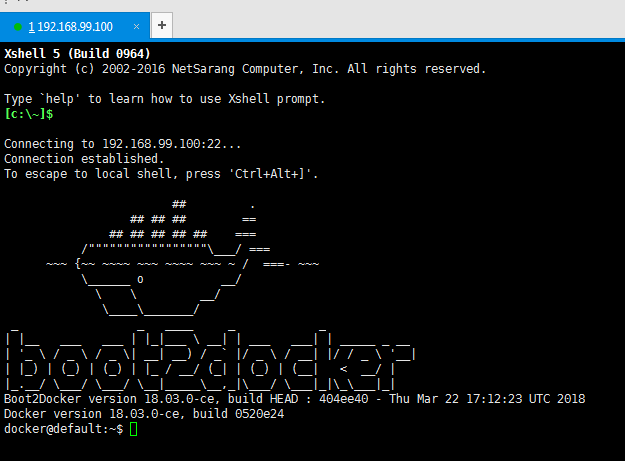 1 192.168.99.100 × +
Xshell 5 (Build 0964)
Copyright (c) 2002-2016 NetSarang Computer, Inc. All rights reserved.
Type `help' to learn how to use Xshell prompt.
[c:\~]$
Connecting to 192.168.99.100:22...
Connection established.
To escape to local shell, press 'Ctrl+Alt+]'.
                        ##         .
                  ## ## ##        ==
               ## ## ## ## ##    ===
           /"""""""""""""""""\___/ ===
      ~~~ {~~ ~~~~ ~~~ ~~~~ ~~~ ~ /  ===- ~~~
           \______ o           __/
             \    \         __/
              \____\_______/
 _                 _   ____     _            _
| |__   ___   ___ | |_|___ \ __| | ___   ___| | _____ _ __
| '_ \ / _ \ / _ \| __| __) / _` |/ _ \ / __| |/ / _ \ '__|
| |_) | (_) | (_) | |_ / __/ (_| | (_) | (__|   <  __/ |
|_.__/ \___/ \___/ \__|_____\__,_|\___/ \___|_|\_\___|_|
Boot2Docker version 18.03.0-ce, build HEAD : 404ee40 - Thu Mar 22 17:12:23 UTC 2018
Docker version 18.03.0-ce, build 0520e24
docker@default:~$